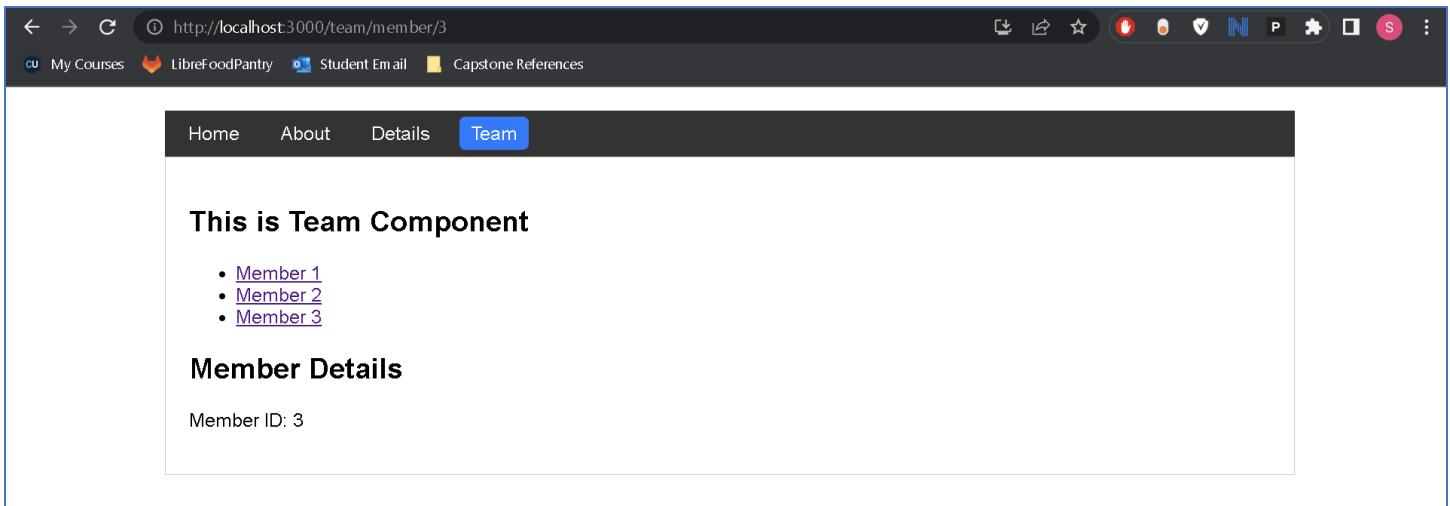 http://localhost:3000/team/member/3
P
S
CU My Courses LibreFoodPantry Student Email Capstone References
Home About Details Team
This is Team Component
Member 1
Member 2
Member 3
Member Details
Member ID: 3